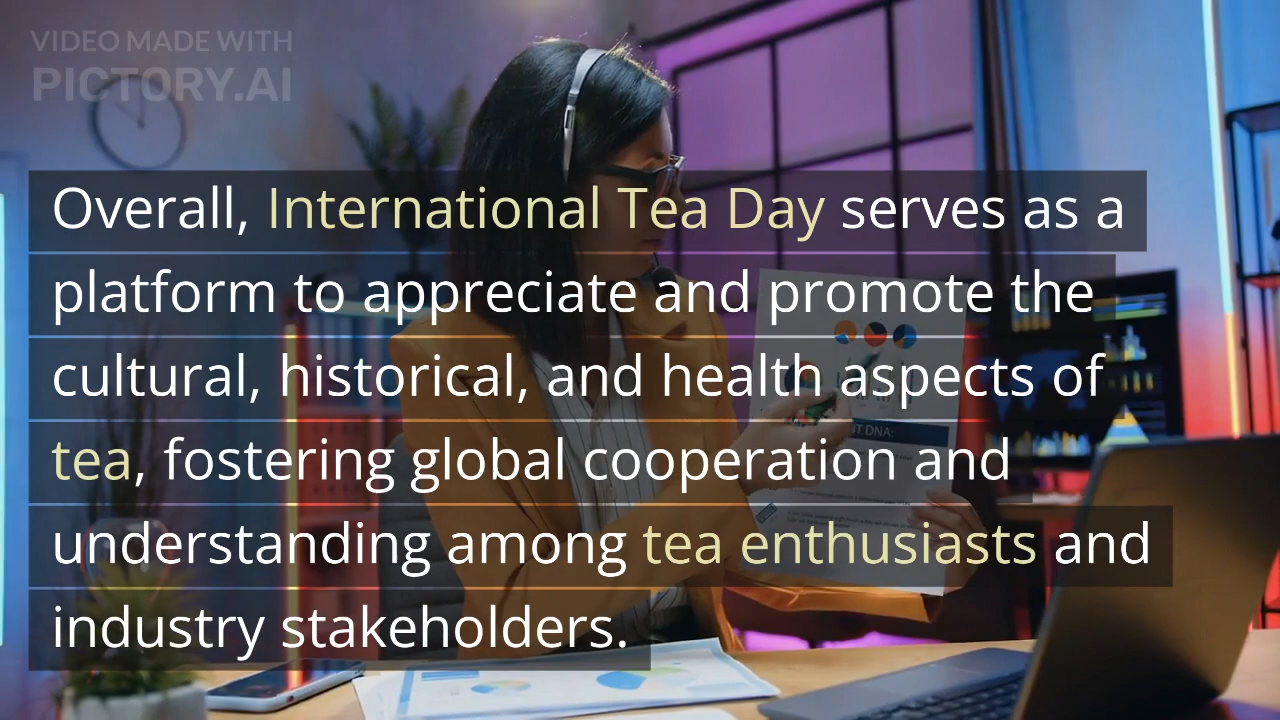 VIDEO MADE WITH
PICTORY.AI
Overall, International Tea Day serves as a
platform to appreciate and promote the
cultural, historical, and health aspects of
tea, fostering global cooperation and
understanding among tea enthusiasts and
industry stakeholders.
DNA: